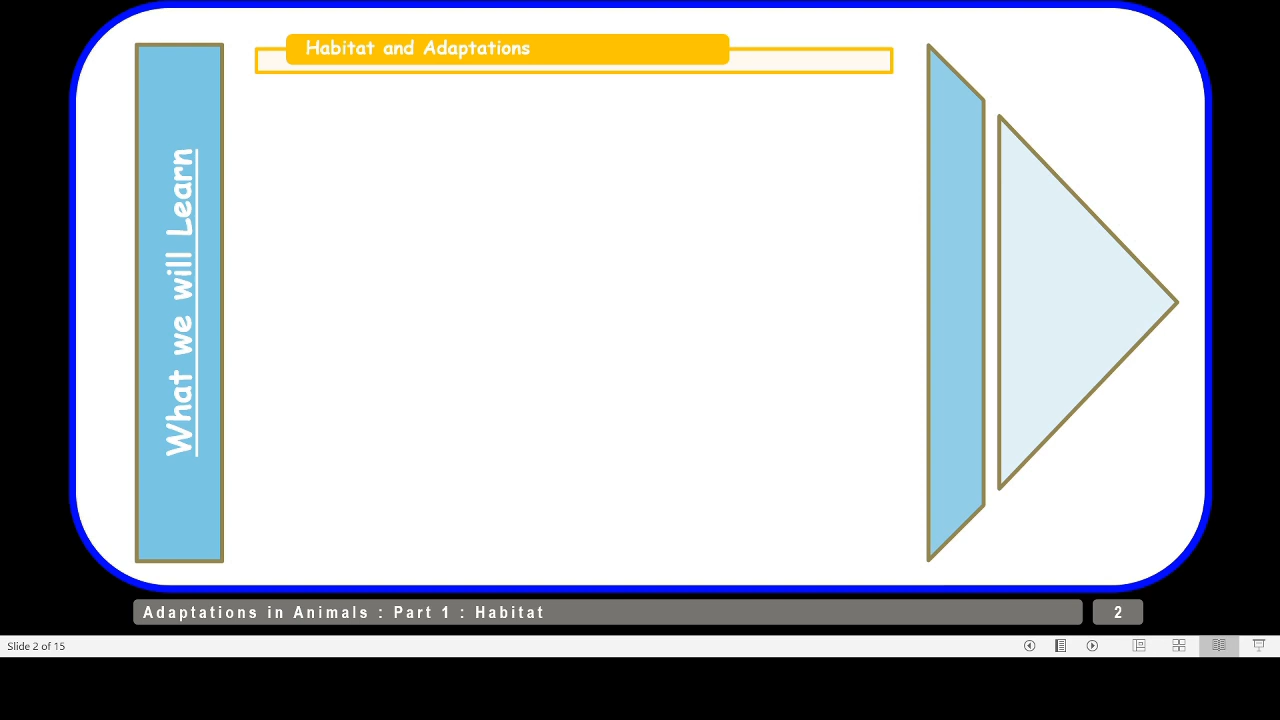 Habitat and Adaptations
What we will Learn
Adaptations in Animals : Part 1 : Habitat
2
Slide 2 of 15